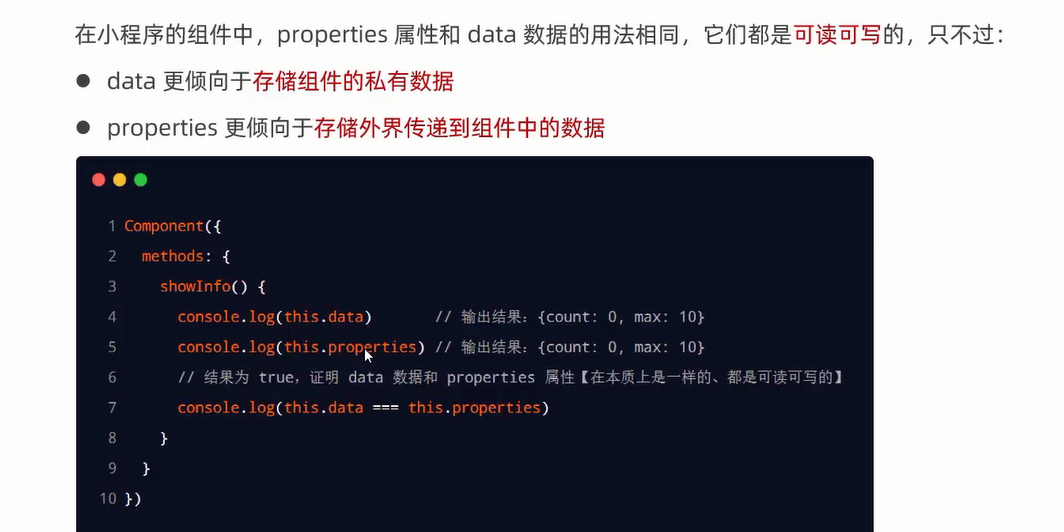 在小程序的组件中，properties 属性和 data 数据的用法相同，它们都是可读可写的，只不过：
● data 更倾向于存储组件的私有数据
● properties 更倾向于存储外界传递到组件中的数据
1 Component({
2   methods: {
3     showInfo() {
4       console.log(this.data)       // 输出结果：{count: 0, max: 10}
5       console.log(this.properties) // 输出结果：{count: 0, max: 10}
6       // 结果为 true，证明 data 数据和 properties 属性【在本质上是一样的、都是可读可写的】
7       console.log(this.data === this.properties)
8     }
9   }
10 })